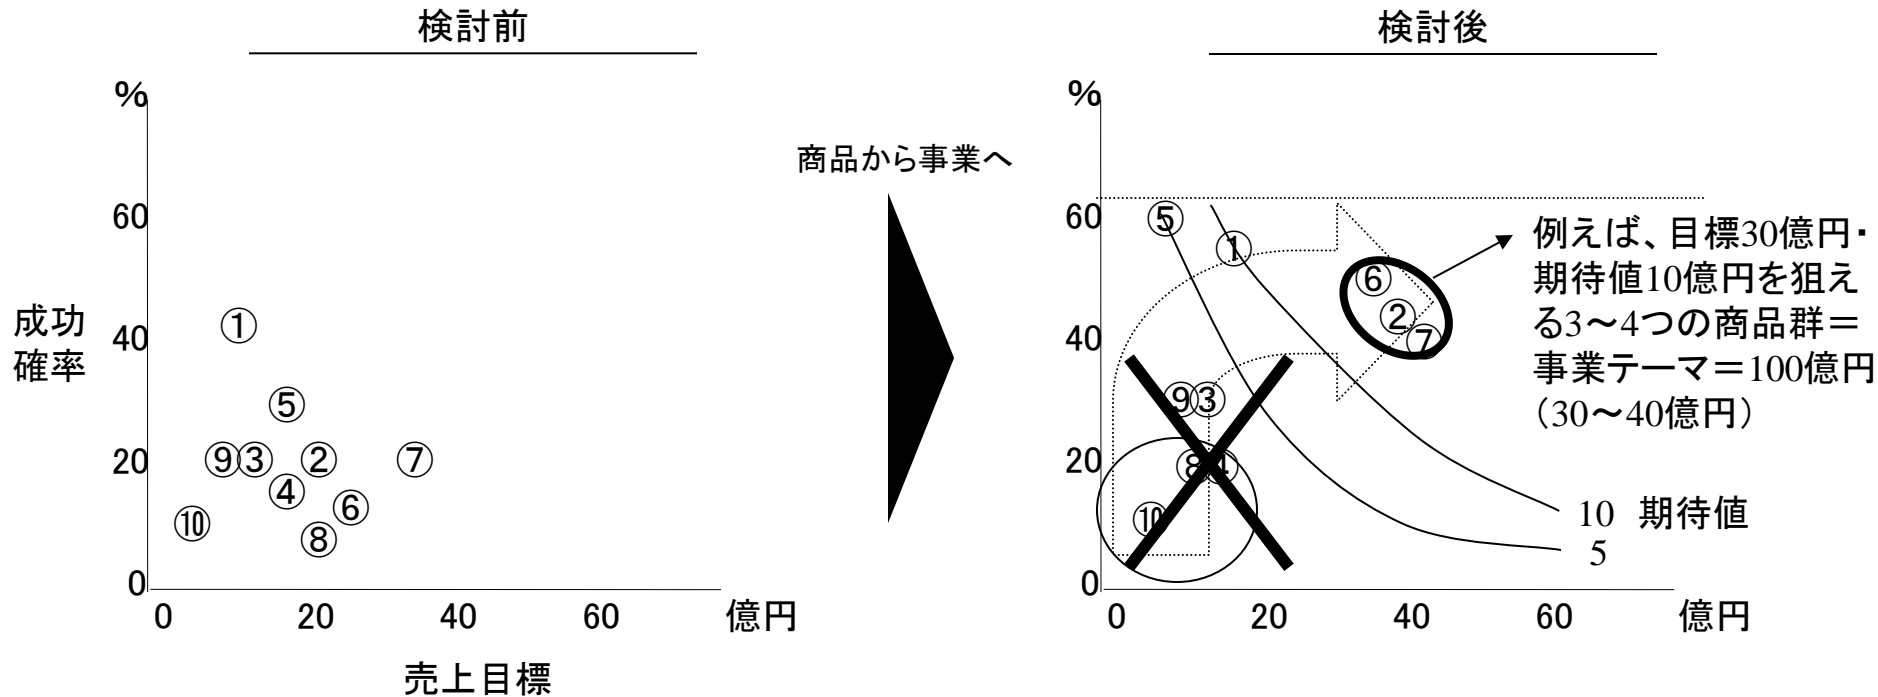 検討前
%
60
40
20
0
成功
確率
①
⑤
⑨③
②
⑦
④
⑥
⑩
⑧
0 20 40 60 億円
売上目標
商品から事業へ
検討後
%
60
40
20
0
⑤
①
⑥
②
⑦
⑨③
⑧
⑩
例えば、目標30億円・
期待値10億円を狙え
る3～4つの商品群＝
事業テーマ＝100億円
（30～40億円）
10 期待値
5
0 20 40 60 億円